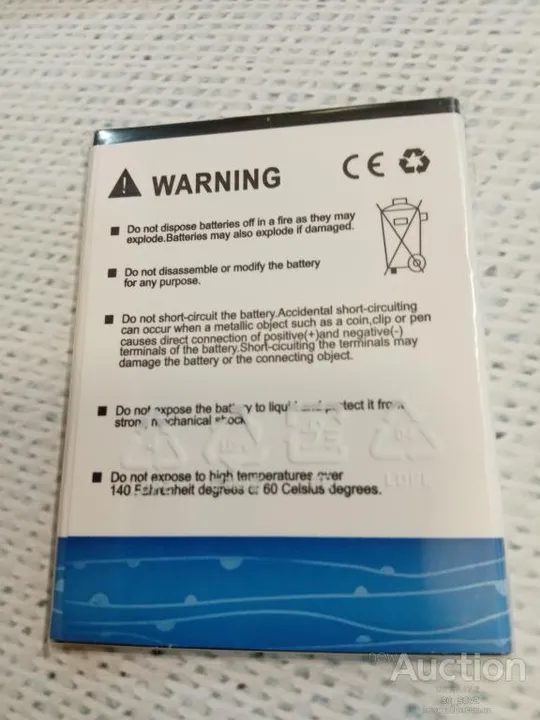 WARNING
CE
Do not dispose batteries off in a fire as they may
explode.Batteries may also explode if damaged.
Do not disassemble or modify the battery
for any purpose.
Do not short-circuit the battery.Accidental short-circuiting
can occur when a metallic object such as a coin,clip or pen
causes direct connection of positive(+)and negative(-)
terminals of the battery.Short-cicuiting the terminals may
damage the battery or the connecting object.
Do not expose the battery to liquid and protect it from
strong mechanical shock
Do not expose to high temperatures over
140 Fahrenheit degrees or 60 Celsius degrees.
LDPE
Auction